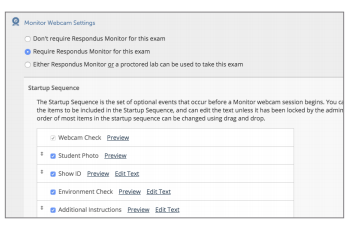 Monitor Webcam Settings
Don't require Respondus Monitor for this exam
Require Respondus Monitor for this exam
Either Respondus Monitor or a proctored lab can be used to take this exam
Startup Sequence
The Startup Sequence is the set of optional events that occur before a Monitor webcam session begins. You ca
the items to be included in the Startup Sequence, and can edit the text unless it has been locked by the admin
order of most items in the startup sequence can be changed using drag and drop.
Webcam Check Preview
Student Photo Preview
Show ID Preview Edit Text
Environment Check Preview Edit Text
Additional Instructions Preview Edit Text